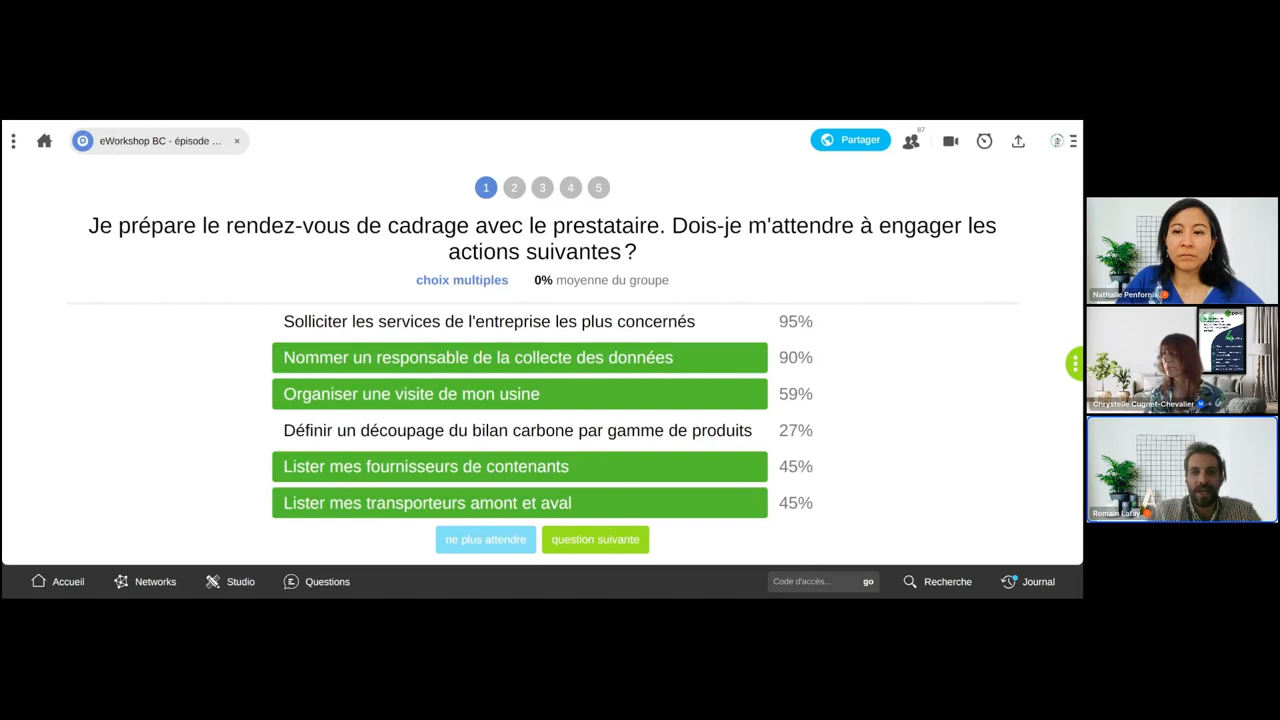 eWorkshop BC - épisode ...
×
Partager
87
1 2 3 4 5
Je prépare le rendez-vous de cadrage avec le prestataire. Dois-je m'attendre à engager les
actions suivantes ?
choix multiples 0% moyenne du groupe
Solliciter les services de l'entreprise les plus concernés 95%
Nommer un responsable de la collecte des données 90%
Organiser une visite de mon usine 59%
Définir un découpage du bilan carbone par gamme de produits 27%
Lister mes fournisseurs de contenants 45%
Lister mes transporteurs amont et aval 45%
ne plus attendre question suivante
Accueil Networks Studio Questions Code d'accès... go Recherche Journal
Nathalie Penfornis
Chrystelle Cugnet-Chevalier
Romain Lafay